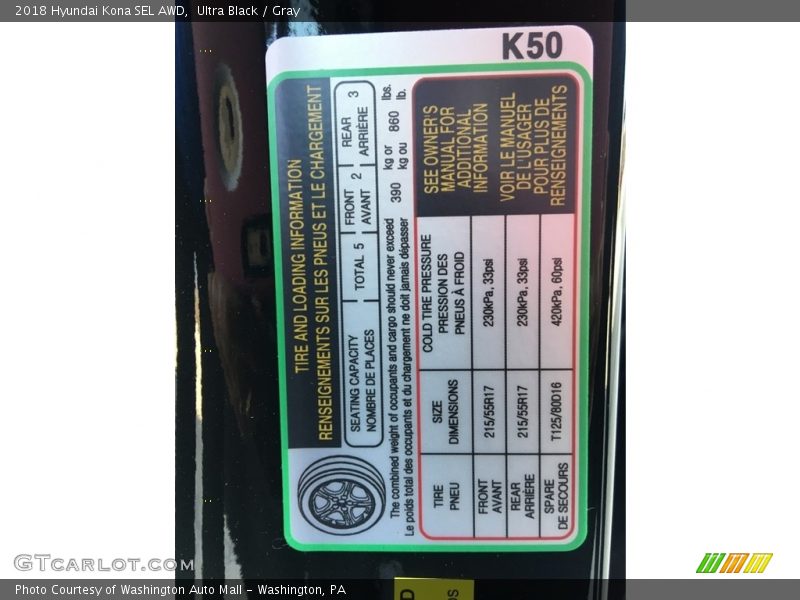 2018 Hyundai Kona SEL AWD, Ultra Black / Gray
K50
TIRE AND LOADING INFORMATION
RENSEIGNEMENTS SUR LES PNEUS ET LE CHARGEMENT
SEATING CAPACITY
NOMBRE DE PLACES
TOTAL 5
FRONT
AVANT
2
REAR
ARRIÈRE
3
The combined weight of occupants and cargo should never exceed 390 kg or 860 lbs.
Le poids total des occupants et du chargement ne doit jamais dépasser kg ou lb.
TIRE
PNEU
SIZE
DIMENSIONS
COLD TIRE PRESSURE
PRESSION DES
PNEUS À FROID
FRONT
AVANT
215/55R17
230kPa, 33psi
REAR
ARRIÈRE
215/55R17
230kPa, 33psi
SPARE
DE SECOURS
T125/80D16
420kPa, 60psi
SEE OWNER'S
MANUAL FOR
ADDITIONAL
INFORMATION
VOIR LE MANUEL
DE L'USAGER
POUR PLUS DE
RENSEIGNEMENTS
GTcarlot.com
Photo Courtesy of Washington Auto Mall - Washington, PA